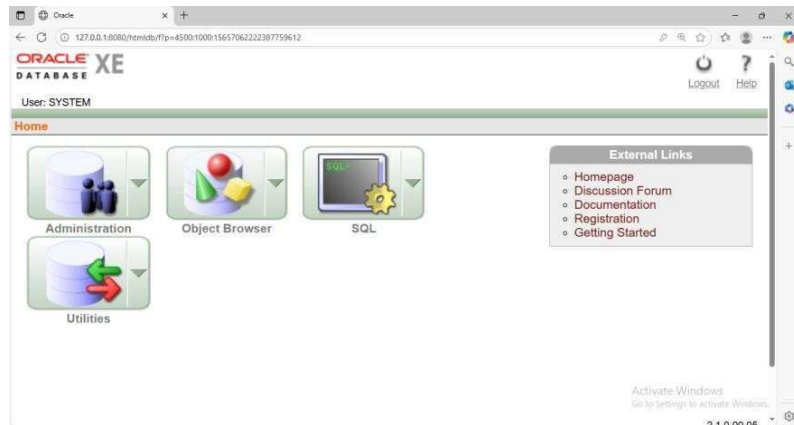 Oracle
127.0.0.1:8080/htmldb/f?p=4500:1000:15657062222387759612
ORACLE XE
DATABASE
Logout Help
User: SYSTEM
Home
SQL>
Administration
Object Browser
SQL
Utilities
External Links
Homepage
Discussion Forum
Documentation
Registration
Getting Started
Activate Windows
Go to Settings to activate Windows.